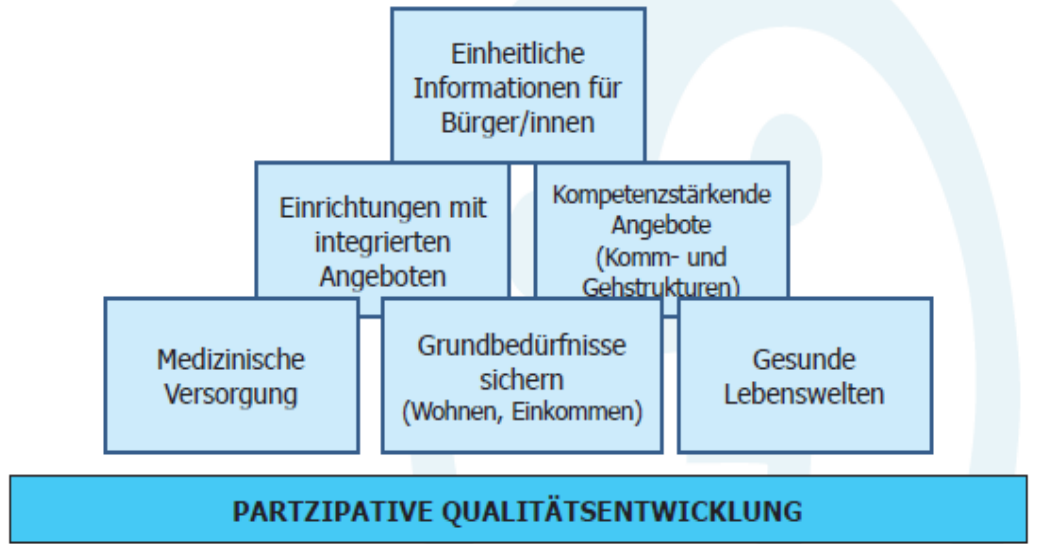 Einheitliche
Informationen für
Bürger/innen
Einrichtungen mit
integrierten
Angeboten
Kompetenzstärkende
Angebote
(Komm- und
Gehstrukturen)
Medizinische
Versorgung
Grundbedürfnisse
sichern
(Wohnen, Einkommen)
Gesunde
Lebenswelten
PARTZIPATIVE QUALITÄTSENTWICKLUNG